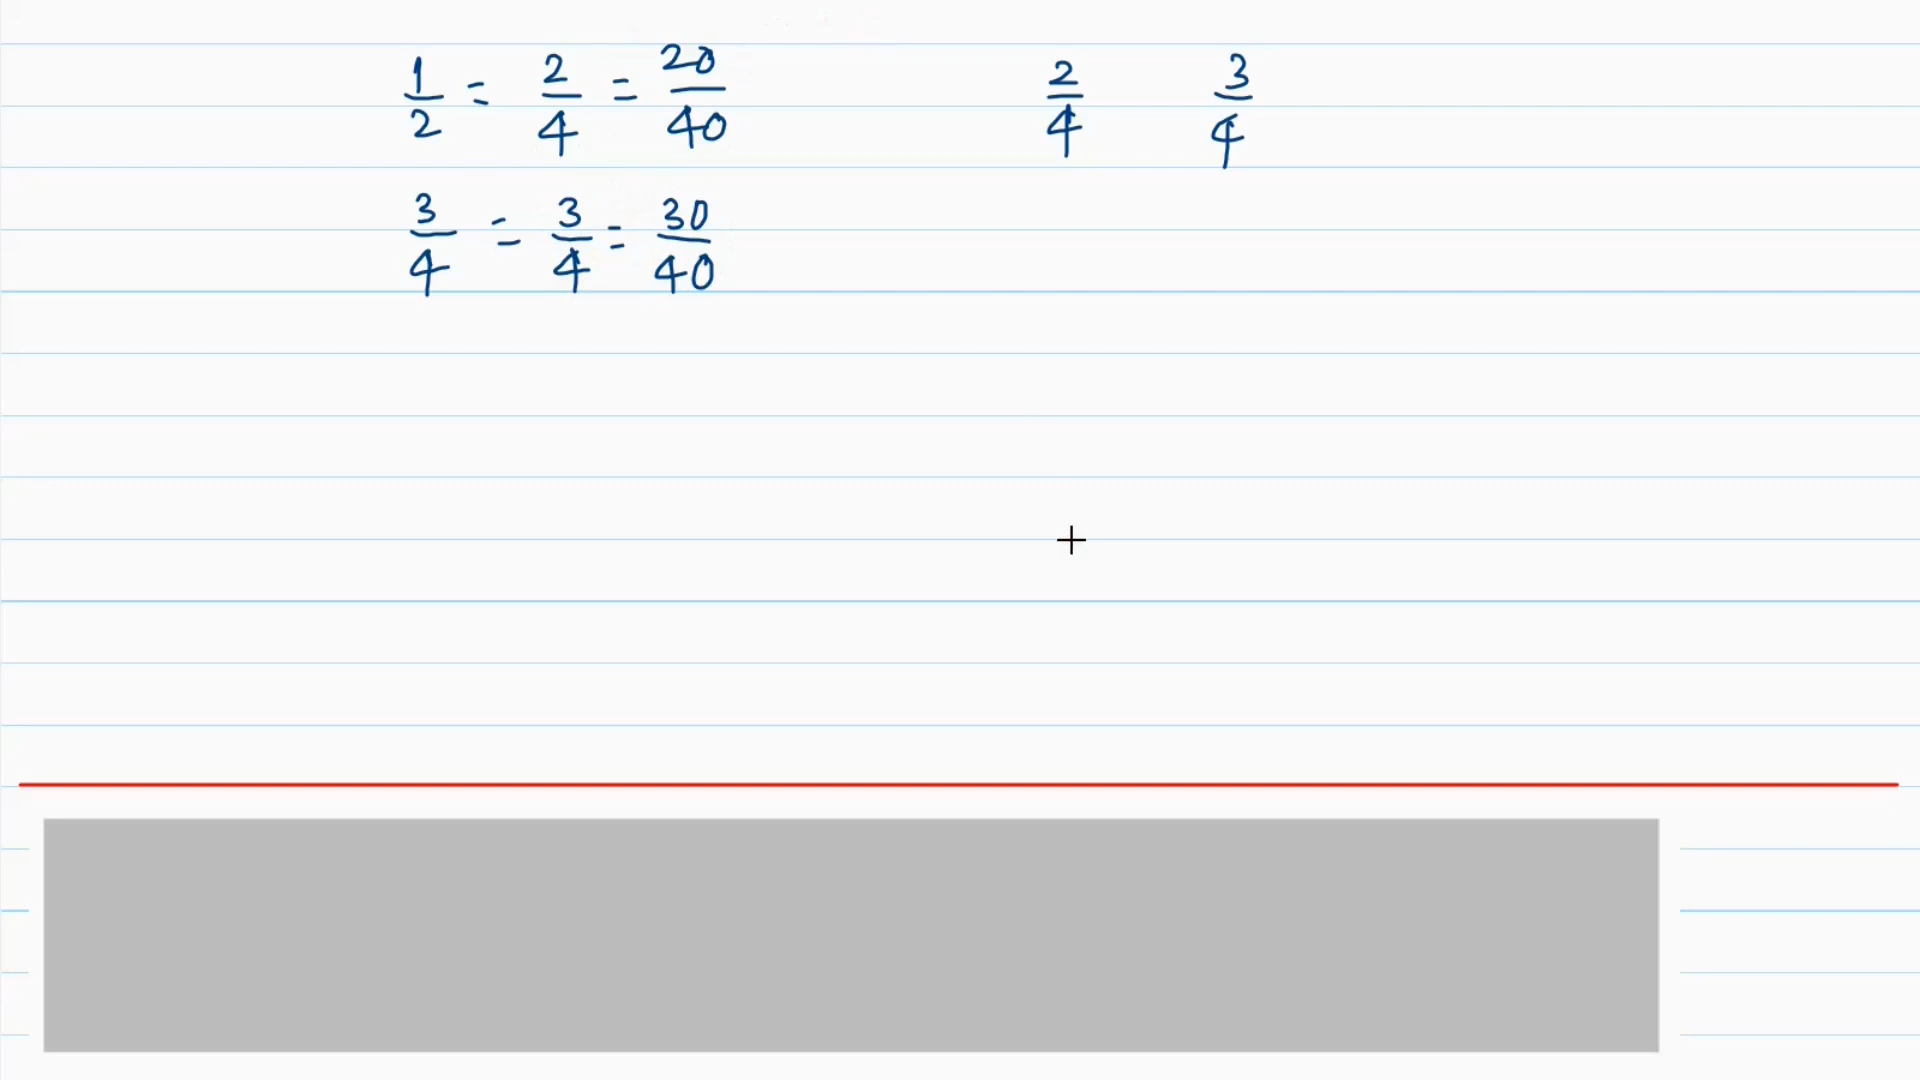 1/2 = 2/4 = 20/40 2/4 3/4
3/4 = 3/4 = 30/40